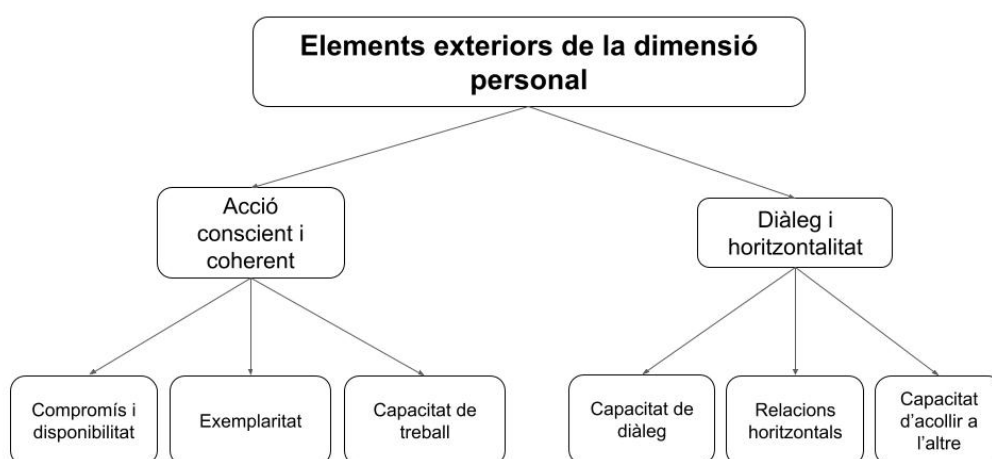 Elements exteriors de la dimensió
personal
Acció
conscient i
coherent
Diàleg i
horitzontalitat
Compromís i
disponibilitat
Exemplaritat
Capacitat de
treball
Capacitat de
diàleg
Relacions
horitzontals
Capacitat
d'acollir a
l'altre